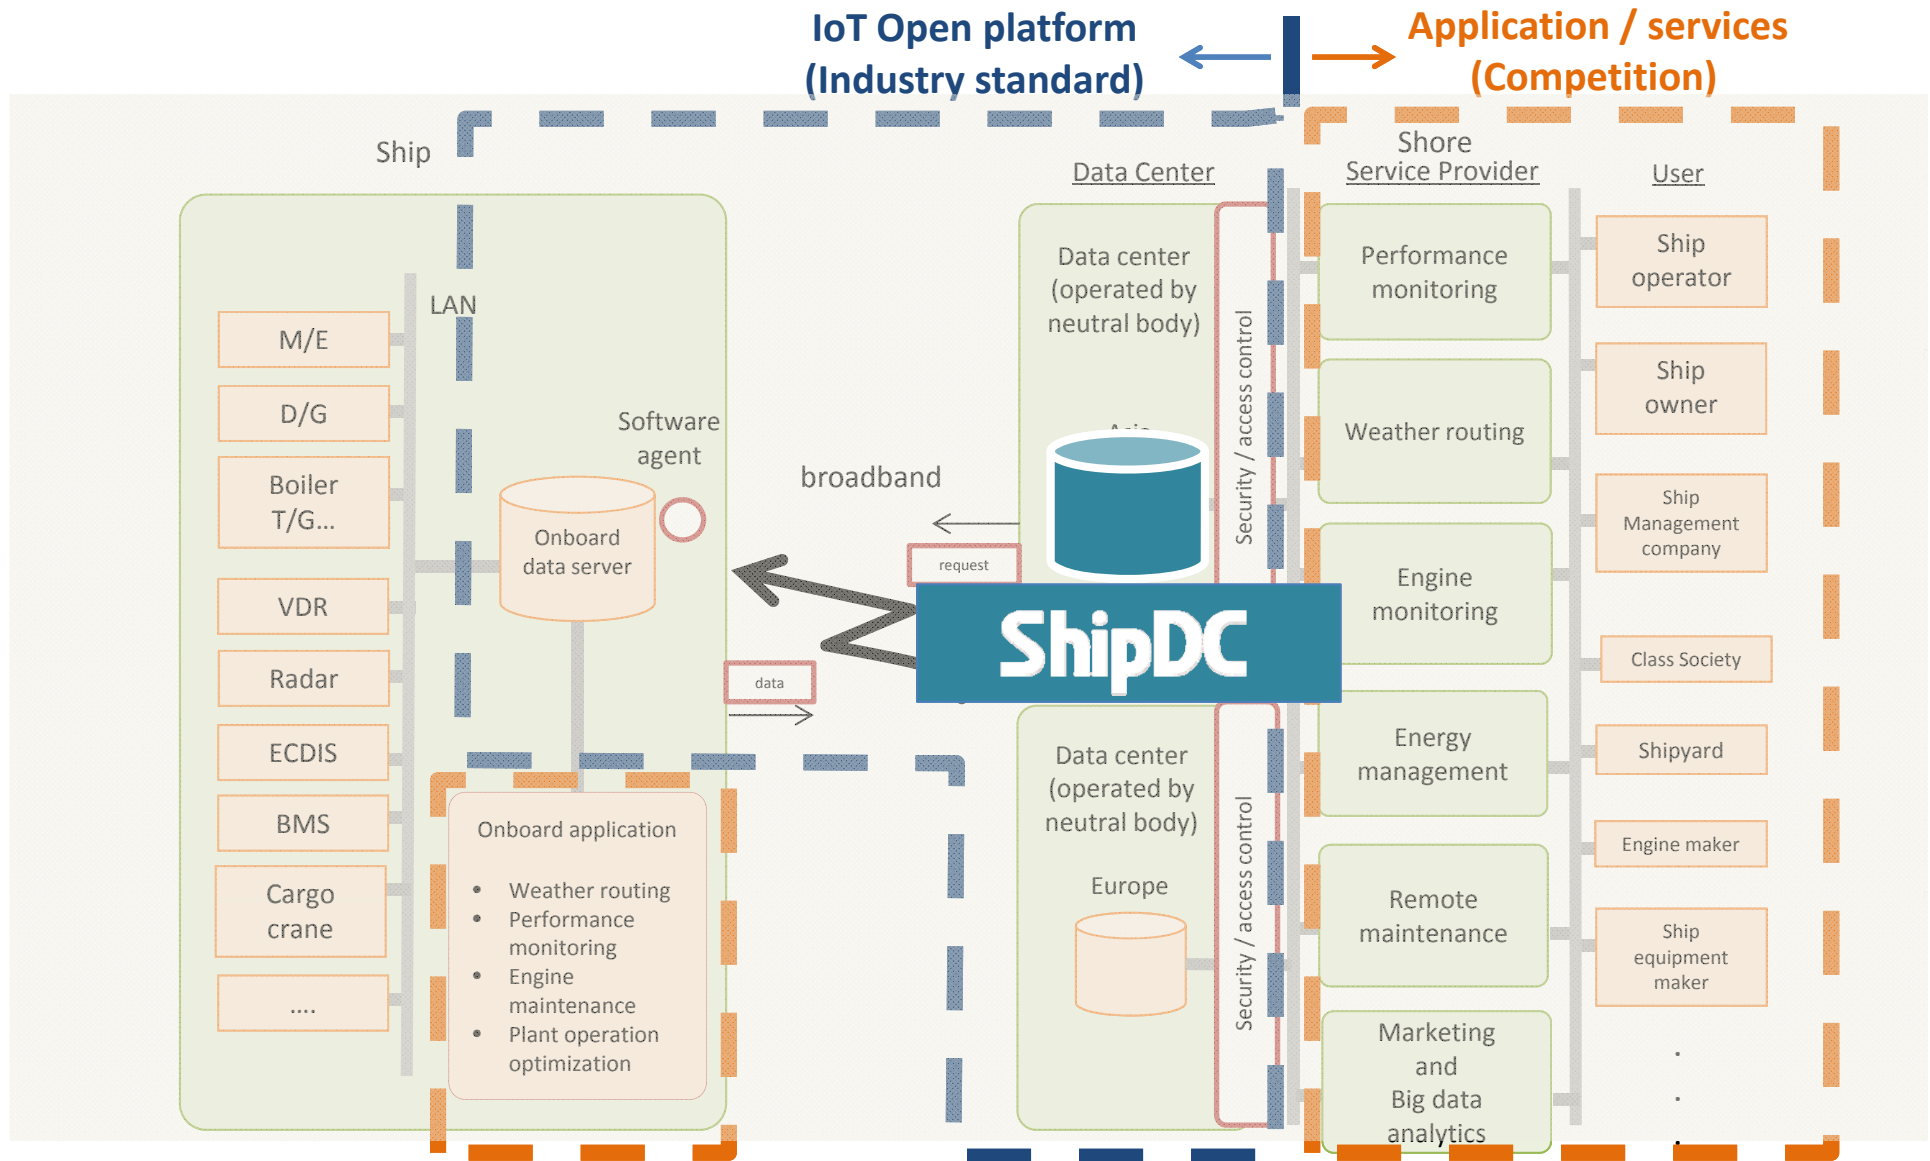 IoT Open platform
(Industry standard)
Application / services
(Competition)
Ship
LAN
M/E
D/G
Boiler
T/G...
VDR
Radar
ECDIS
BMS
Cargo
crane
....
Software
agent
Onboard
data server
Onboard application
• Weather routing
• Performance
monitoring
• Engine
maintenance
• Plant operation
optimization
broadband
request
data
Data Center
Data center
(operated by
neutral body)
Security / access control
ShipDC
Data center
(operated by
neutral body)
Europe
Security / access control
Shore
Service Provider
Performance
monitoring
Weather routing
Engine
monitoring
Energy
management
Remote
maintenance
Marketing
and
Big data
analytics
User
Ship
operator
Ship
owner
Ship
Management
company
Class Society
Shipyard
Engine maker
Ship
equipment
maker
.
.
.